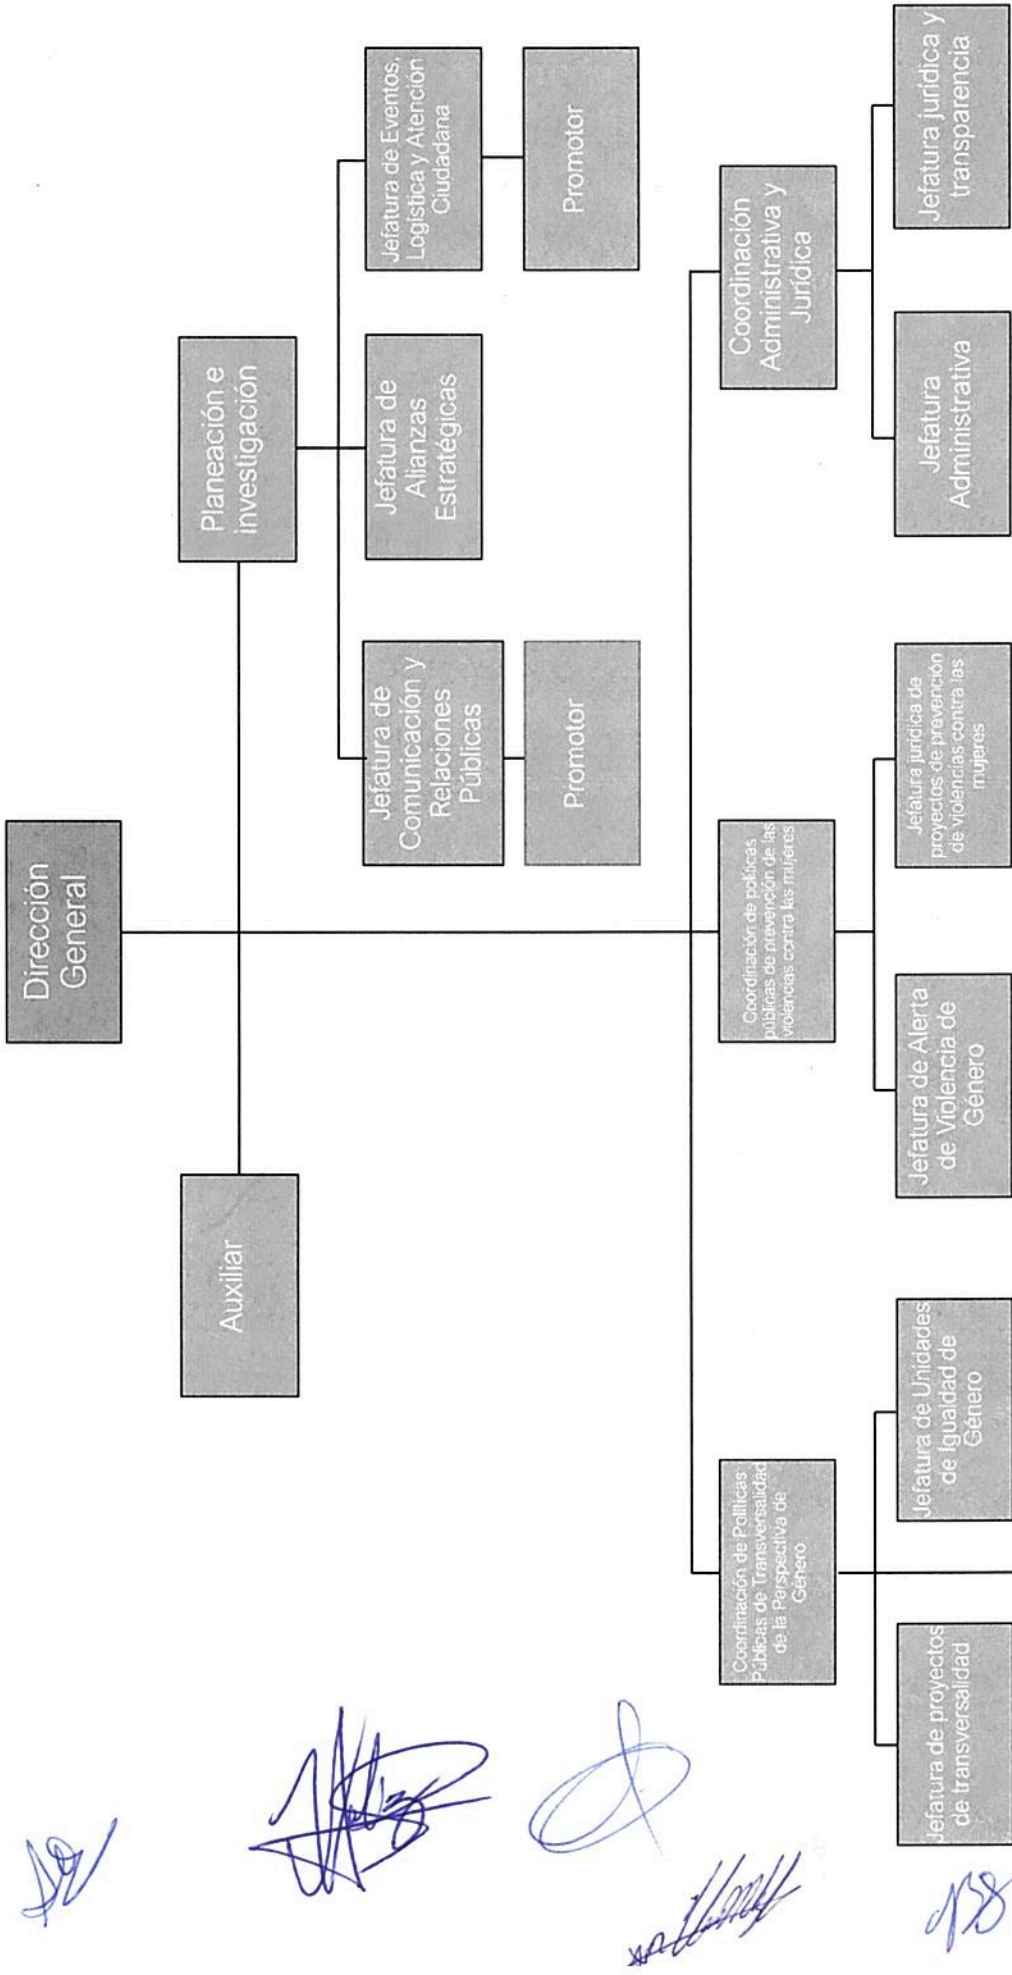 Dirección
General
Auxiliar
Planeación e
investigación
Jefatura de
Comunicación y
Relaciones
Públicas
Jefatura de
Alianzas
Estratégicas
Jefatura de Eventos,
Logística y Atención
Ciudadana
Promotor
Promotor
Coordinación de Políticas
Públicas de Transversalidad
de la Perspectiva de
Género
Coordinación de políticas
públicas de prevención de las
violencias contra las mujeres
Coordinación
Administrativa y
Jurídica
Jefatura de proyectos
de transversalidad
Jefatura de Unidades
de Igualdad de
Género
Jefatura de Alerta
de Violencia de
Género
Jefatura jurídica de
proyectos de prevención
de violencias contra las
mujeres
Jefatura
Administrativa
Jefatura jurídica y
transparencia